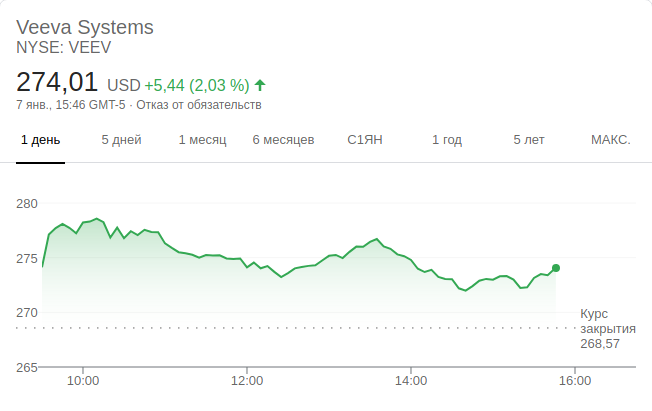 Veeva Systems
NYSE: VEEV
274,01 USD +5,44 (2,03 %)
7 янв., 15:46 GMT-5 · Отказ от обязательств
1 день 5 дней 1 месяц 6 месяцев С1ЯН 1 год 5 лет МАКС.
280
275
270
Курс
закрытия
268,57
265
10:00 12:00 14:00 16:00